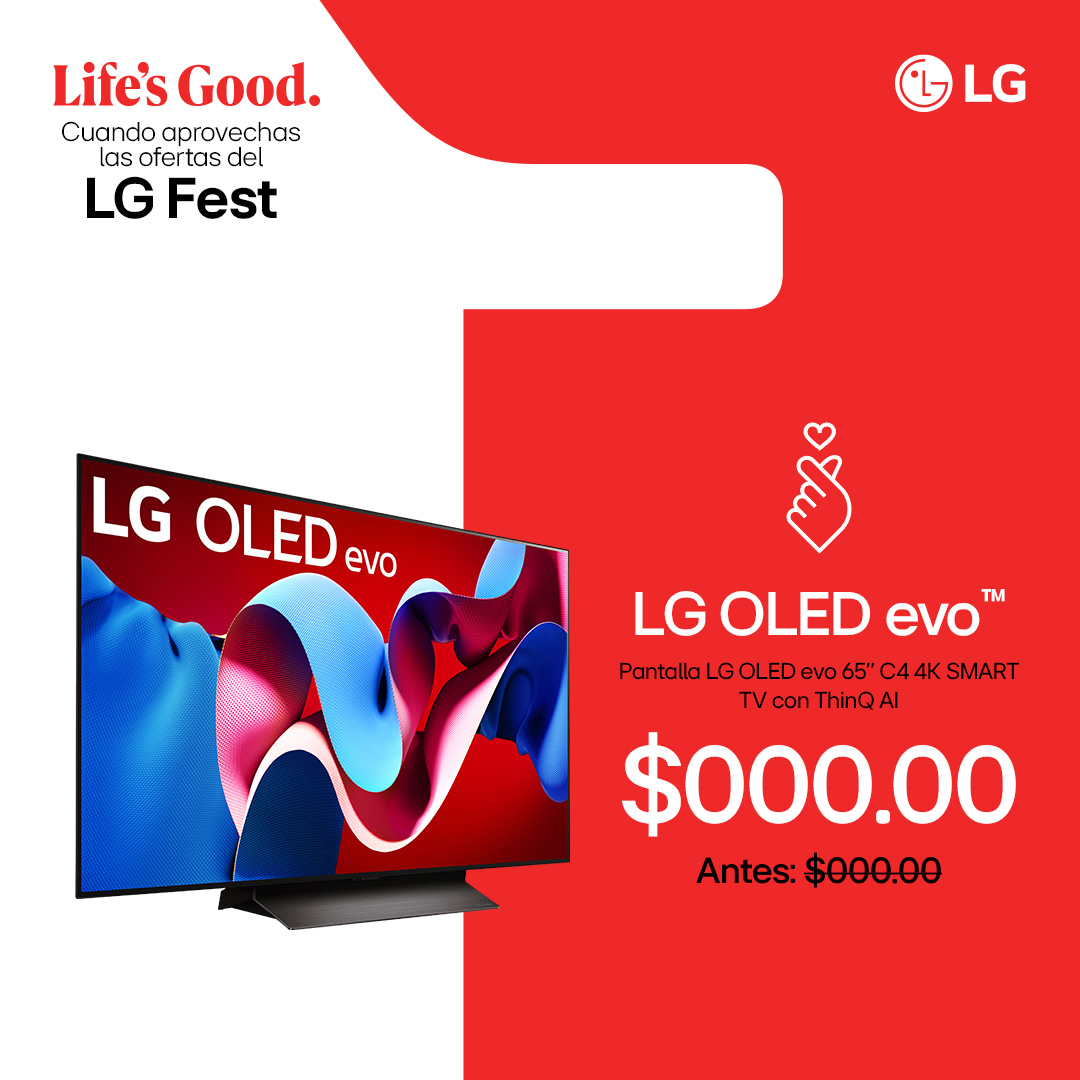 Life's Good.
Cuando aprovechas
las ofertas del
LG Fest
LG
LG OLED evo
LG OLED evo™
Pantalla LG OLED evo 65’’ C4 4K SMART
TV con ThinQ AI
$000.00
Antes: $000.00